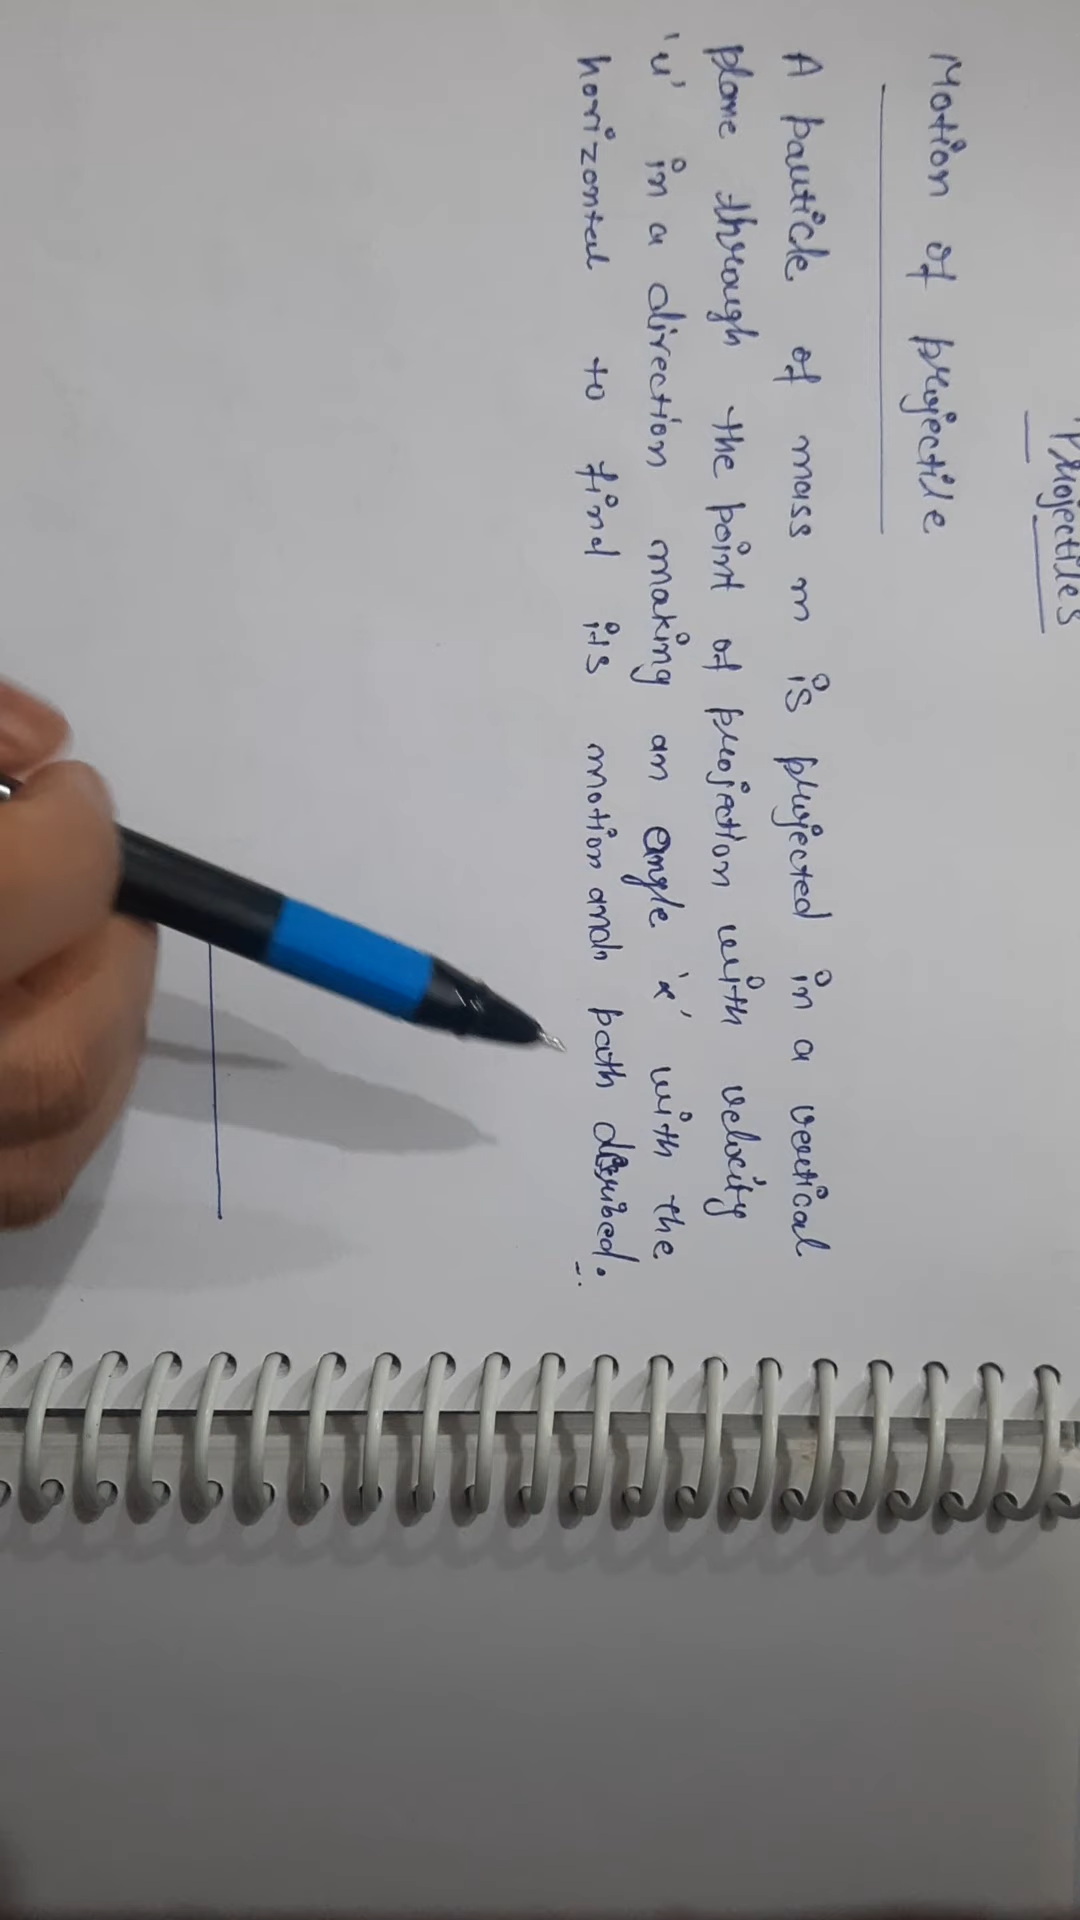 Projectiles
Motion of projectile
A particle of mass m is projected in a vertical
plane through the point of projection with velocity
'u' in a direction making an angle 'α' with the
horizontal to find its motion and path described.